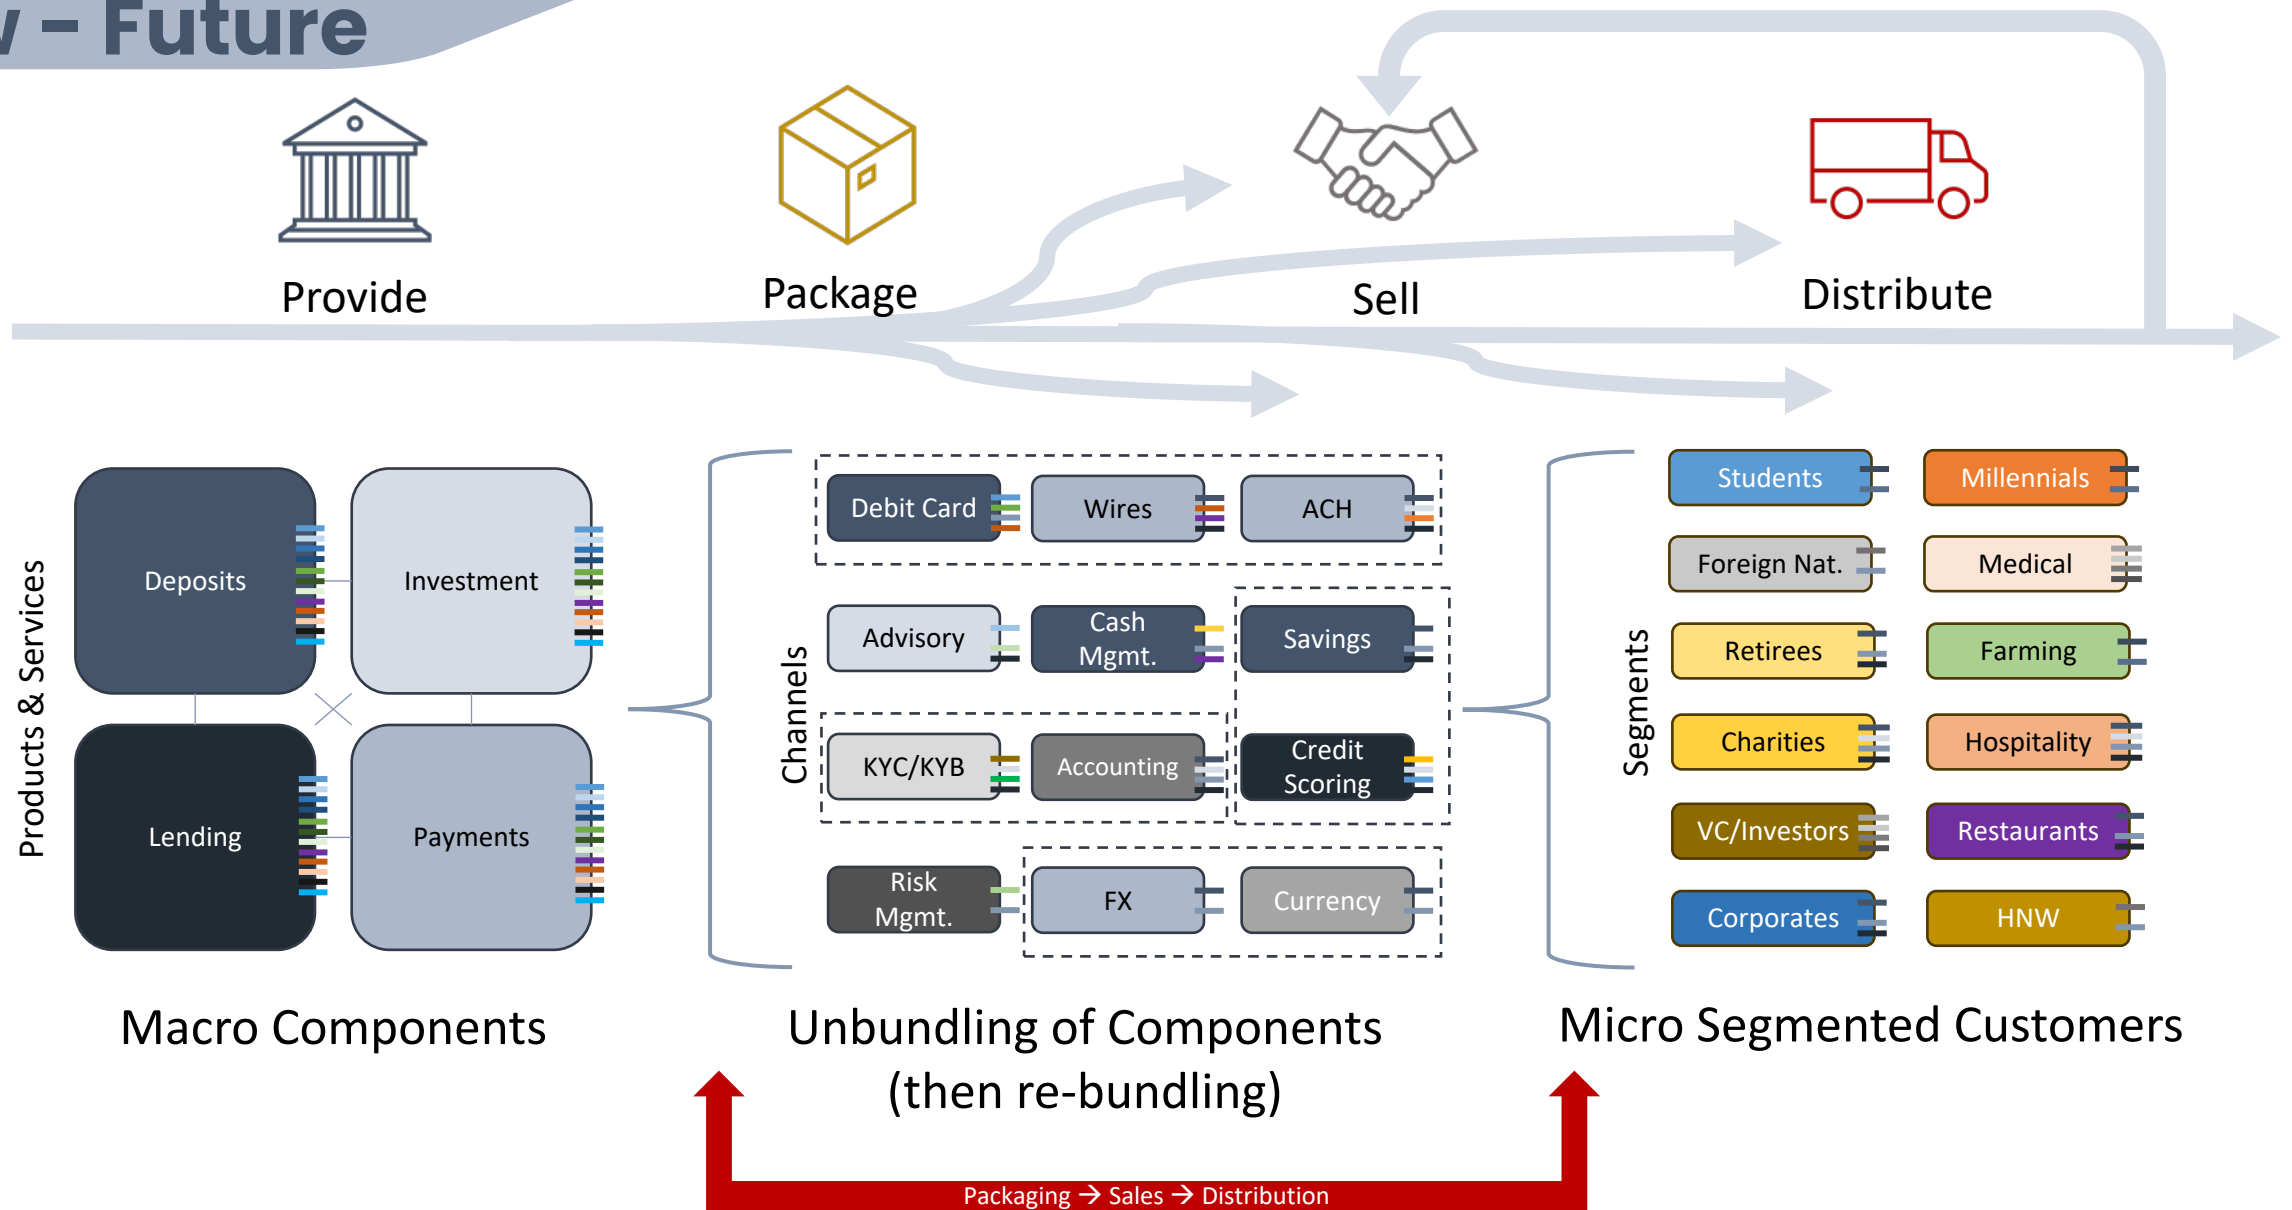 – Future
Provide
Package
Sell
Distribute
Products & Services
Deposits
Investment
Lending
Payments
Macro Components
Channels
Debit Card
Wires
ACH
Advisory
Cash
Mgmt.
Savings
KYC/KYB
Accounting
Credit
Scoring
Risk
Mgmt.
FX
Currency
Unbundling of Components
(then re-bundling)
Segments
Students
Millennials
Foreign Nat.
Medical
Retirees
Farming
Charities
Hospitality
VC/Investors
Restaurants
Corporates
HNW
Micro Segmented Customers
Packaging → Sales → Distribution